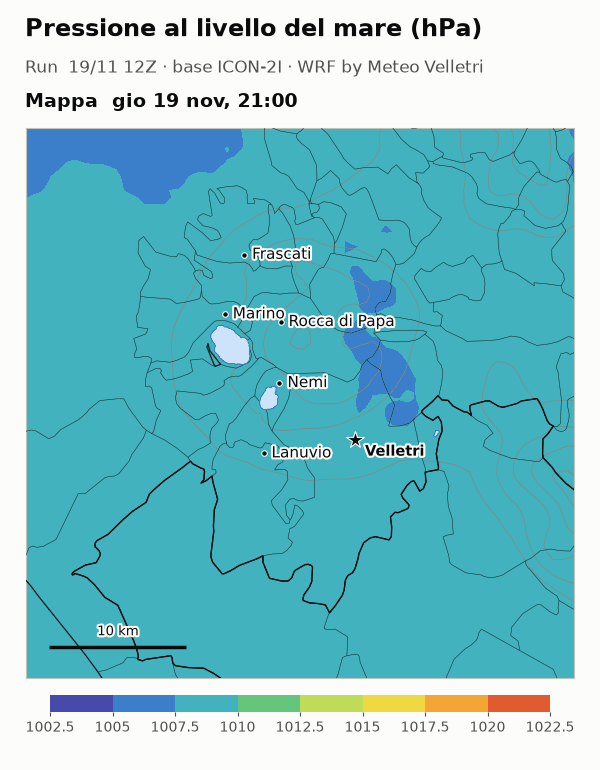 Pressione al livello del mare (hPa)
Run  19/11 12Z · base ICON-2I · WRF by Meteo Velletri
Mappa  gio 19 nov, 21:00
Frascati
Marino
Rocca di Papa
Nemi
Velletri
Lanuvio
10 km
1002.5 1005 1007.5 1010 1012.5 1015 1017.5 1020 1022.5